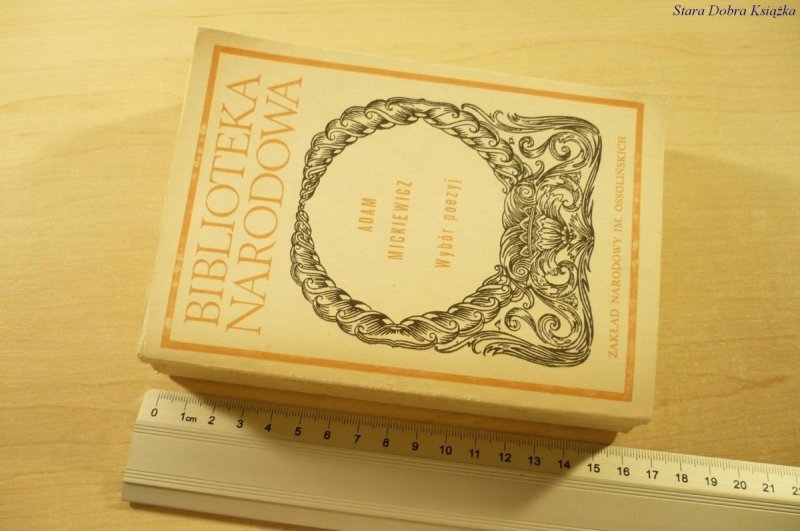 Stara Dobra Książka
BIBLIOTEKA
NARODOWA
ADAM
MICKIEWICZ
Wybór poezyj
ZAKŁAD NARODOWY IM. OSSOLIŃSKICH
0 1cm 2 3 4 5 6 7 8 9 10 11 12 13 14 15 16 17 18 19 20 21